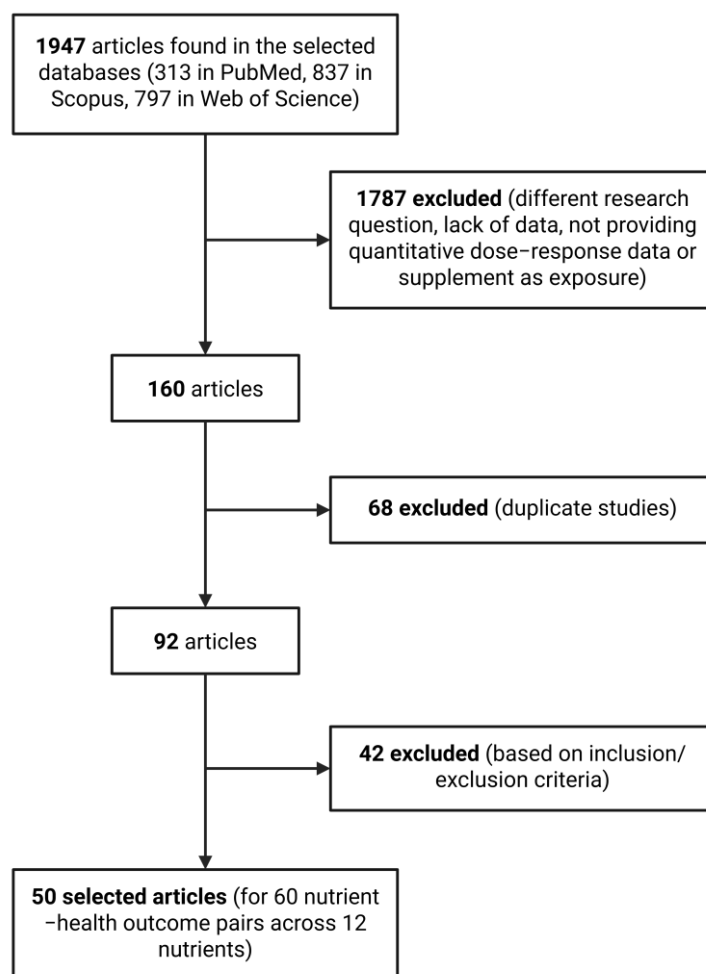 1947 articles found in the selected
databases (313 in PubMed, 837 in
Scopus, 797 in Web of Science)
1787 excluded (different research
question, lack of data, not providing
quantitative dose−response data or
supplement as exposure)
160 articles
68 excluded (duplicate studies)
92 articles
42 excluded (based on inclusion/
exclusion criteria)
50 selected articles (for 60 nutrient
−health outcome pairs across 12
nutrients)